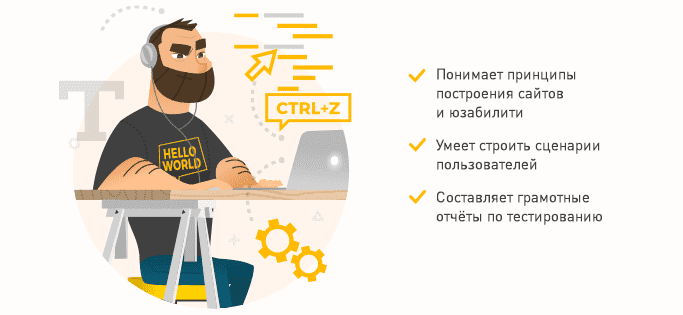 T
CTRL+Z
HELLO
WORLD
Понимает принципы
построения сайтов
и юзабилити
Умеет строить сценарии
пользователей
Составляет грамотные
отчёты по тестированию